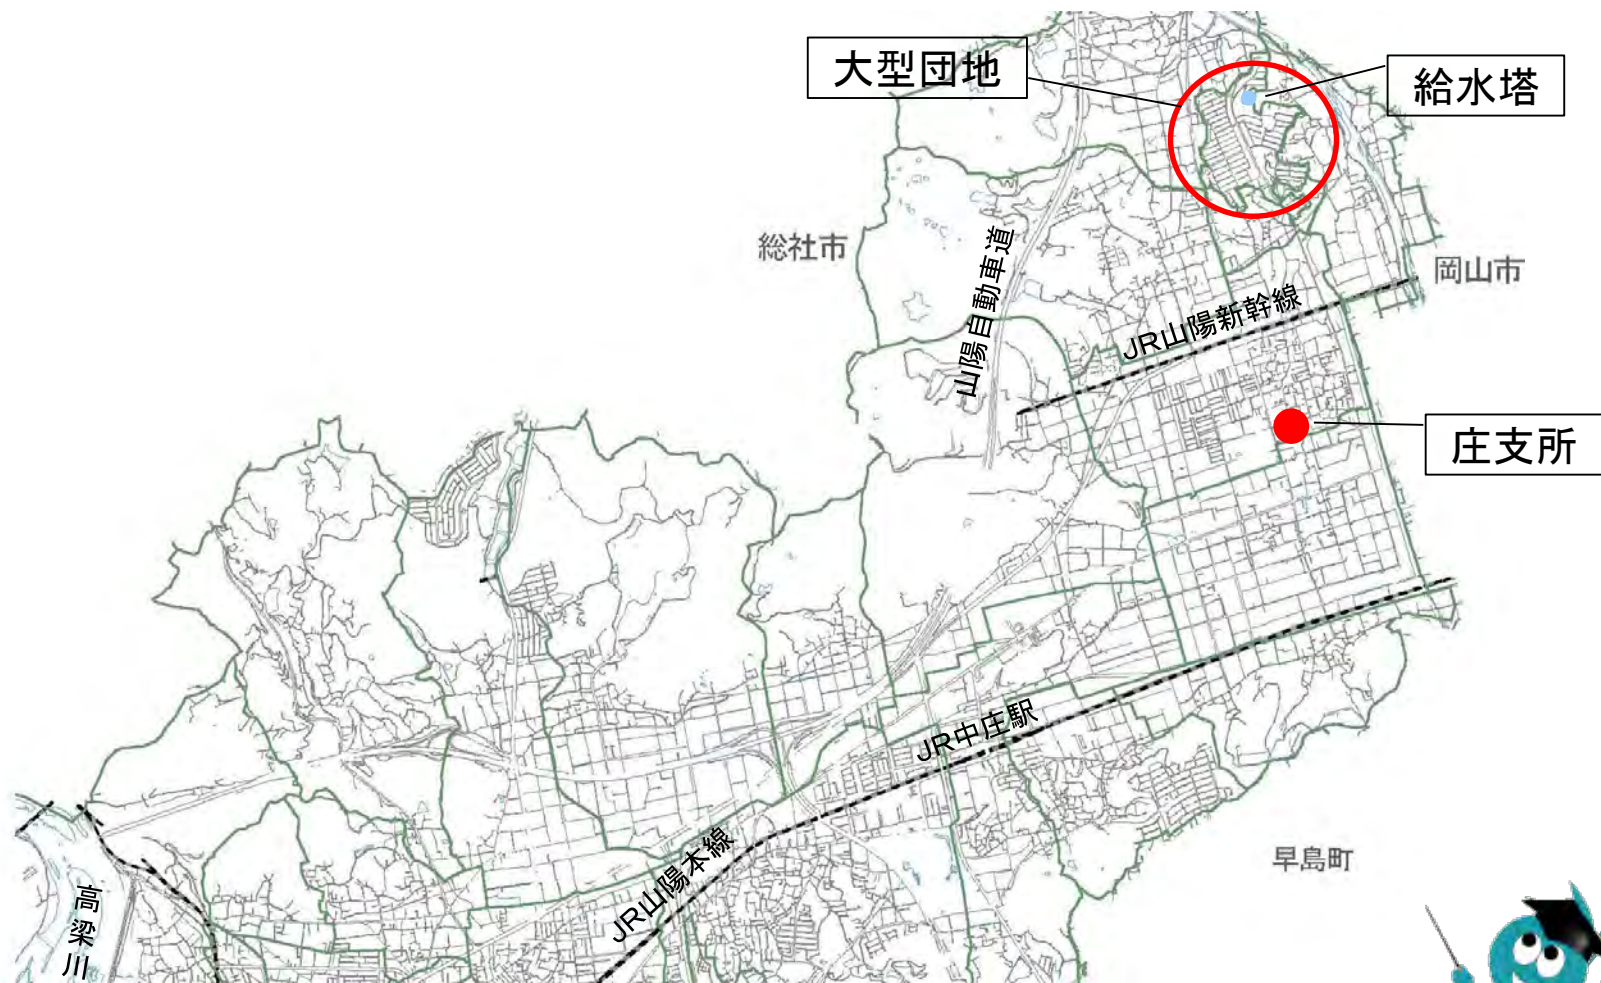 大型団地
給水塔
総社市
山陽自動車道
岡山市
JR山陽新幹線
庄支所
JR中庄駅
JR山陽本線
早島町
高梁川